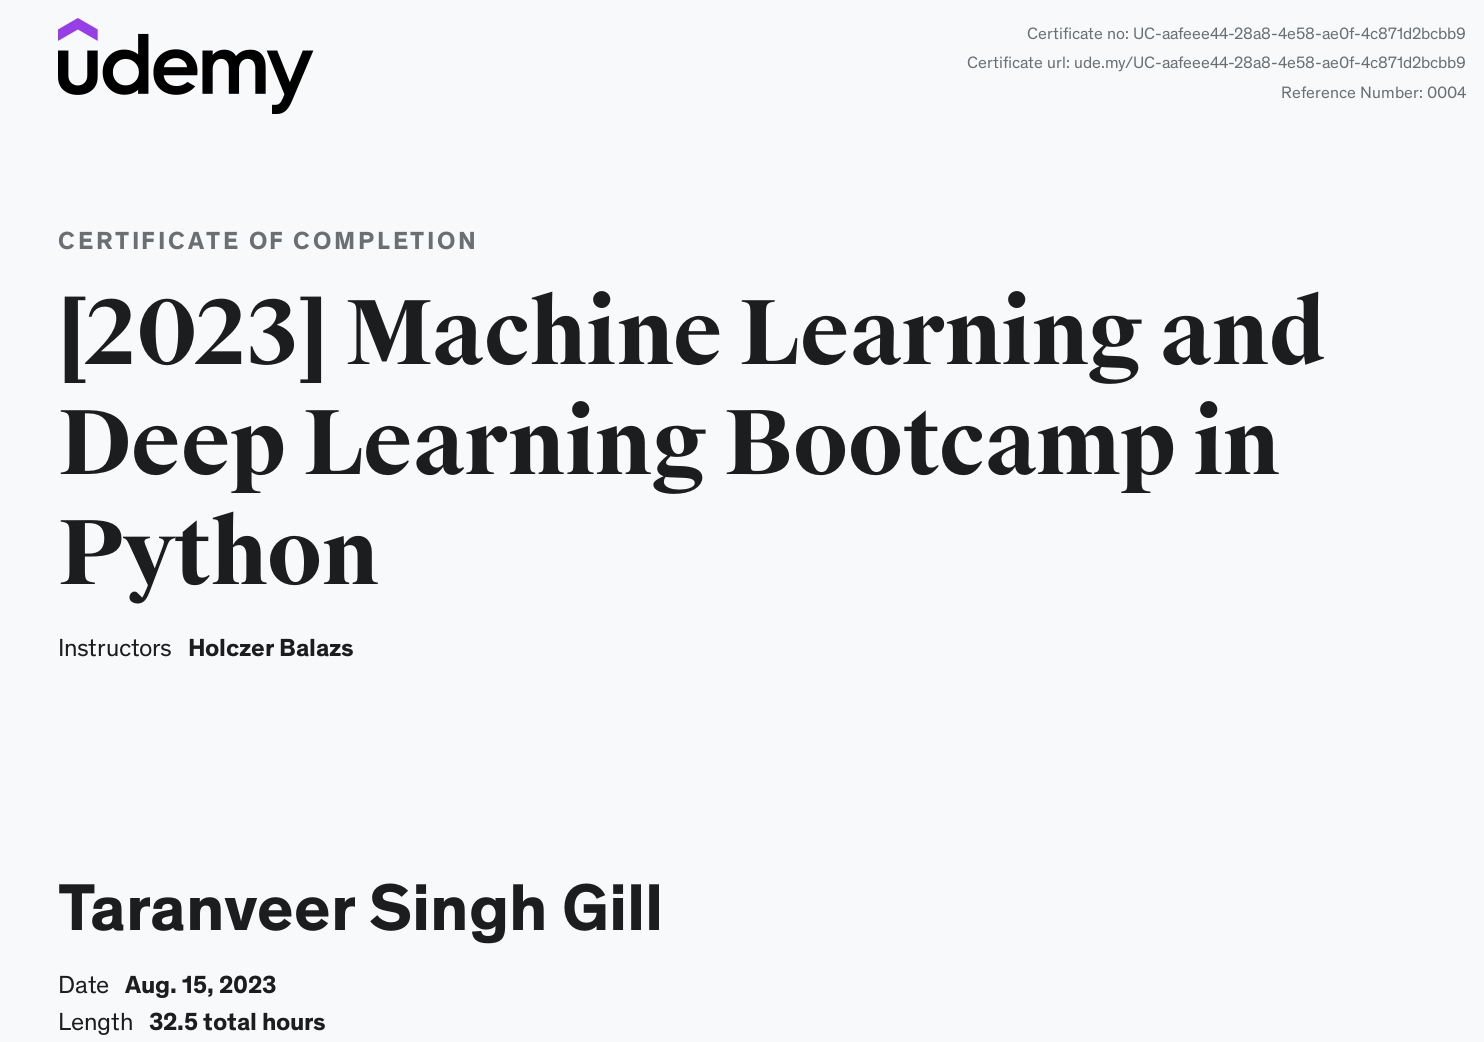 udemy
Certificate no: UC-aafeee44-28a8-4e58-ae0f-4c871d2bcbb9
Certificate url: ude.my/UC-aafeee44-28a8-4e58-ae0f-4c871d2bcbb9
Reference Number: 0004
CERTIFICATE OF COMPLETION
[2023] Machine Learning and
Deep Learning Bootcamp in
Python
Instructors Holczer Balazs
Taranveer Singh Gill
Date Aug. 15, 2023
Length 32.5 total hours